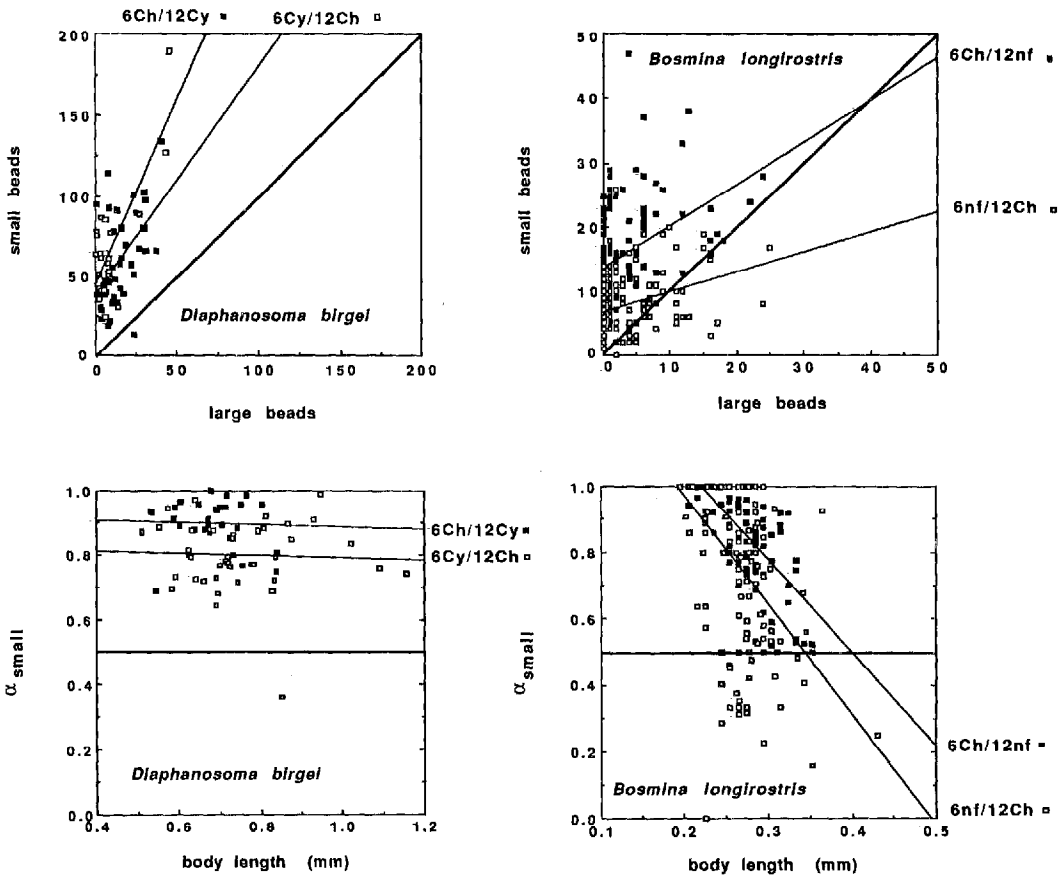 6Ch/12Cy
6Cy/12Ch
200
150
100
50
0
small beads
Diaphanosoma birgei
0
50
100
150
200
large beads
50
40
30
20
10
0
small beads
Bosmina longirostris
6Ch/12nf
6nf/12Ch
0
10
20
30
40
50
large beads
1.0
0.8
0.6
0.4
0.2
0.0
α small
6Ch/12Cy
6Cy/12Ch
Diaphanosoma birgei
0.4
0.6
0.8
1.0
1.2
body length (mm)
1.0
0.8
0.6
0.4
0.2
0.0
α small
6Ch/12nf
6nf/12Ch
Bosmina longirostris
0.1
0.2
0.3
0.4
0.5
body length (mm)